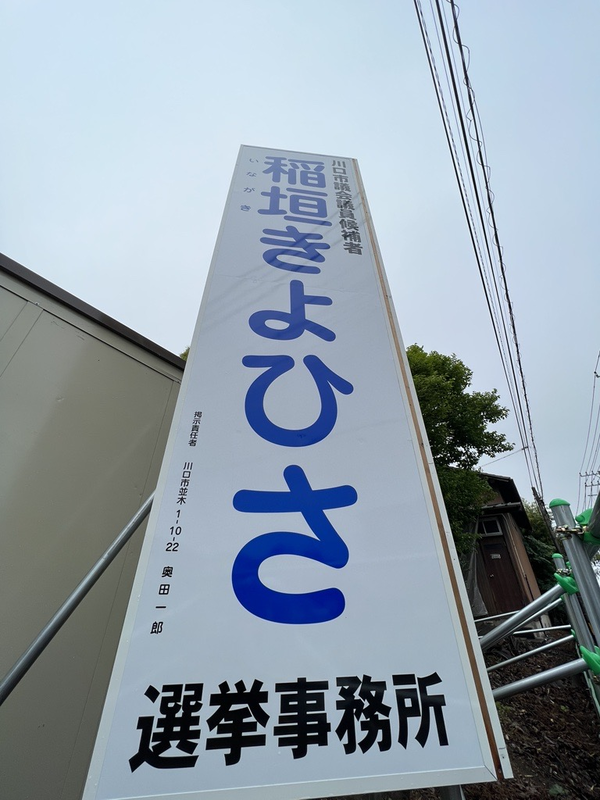 川口市議会議員候補者
稲垣きよひさ
いながき
掲示責任者 川口市並木1-10-22 奥田一郎
選挙事務所